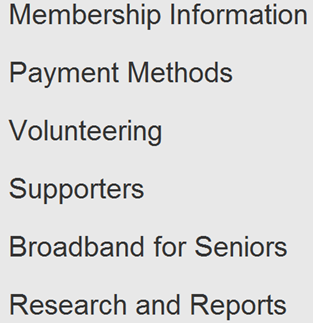 Membership Information
Payment Methods
Volunteering
Supporters
Broadband for Seniors
Research and Reports